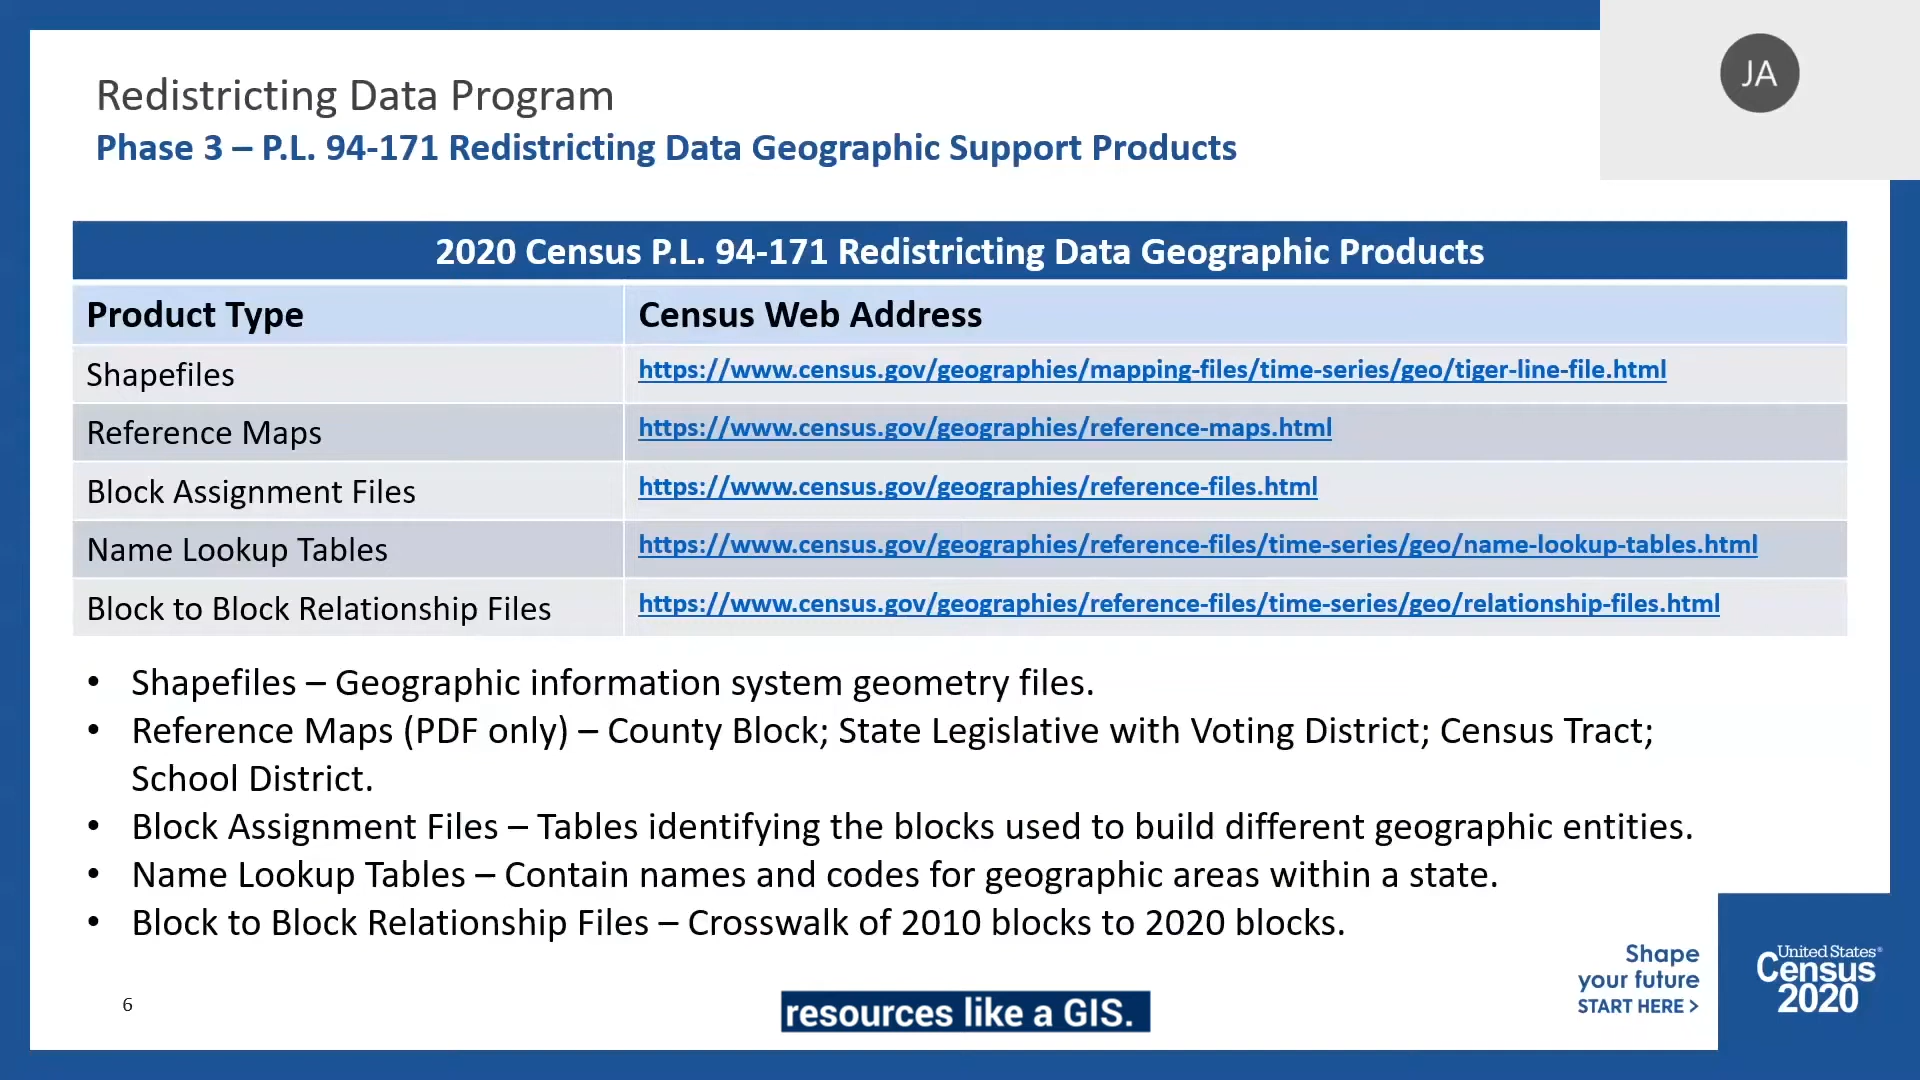 JA
Redistricting Data Program
Phase 3 – P.L. 94-171 Redistricting Data Geographic Support Products
2020 Census P.L. 94-171 Redistricting Data Geographic Products
Product Type
Census Web Address
Shapefiles
https://www.census.gov/geographies/mapping-files/time-series/geo/tiger-line-file.html
Reference Maps
https://www.census.gov/geographies/reference-maps.html
Block Assignment Files
https://www.census.gov/geographies/reference-files.html
Name Lookup Tables
https://www.census.gov/geographies/reference-files/time-series/geo/name-lookup-tables.html
Block to Block Relationship Files
https://www.census.gov/geographies/reference-files/time-series/geo/relationship-files.html
• Shapefiles – Geographic information system geometry files.
• Reference Maps (PDF only) – County Block; State Legislative with Voting District; Census Tract;
School District.
• Block Assignment Files – Tables identifying the blocks used to build different geographic entities.
• Name Lookup Tables – Contain names and codes for geographic areas within a state.
• Block to Block Relationship Files – Crosswalk of 2010 blocks to 2020 blocks.
6
resources like a GIS.
Shape
your future
START HERE >
United States®
Census
2020